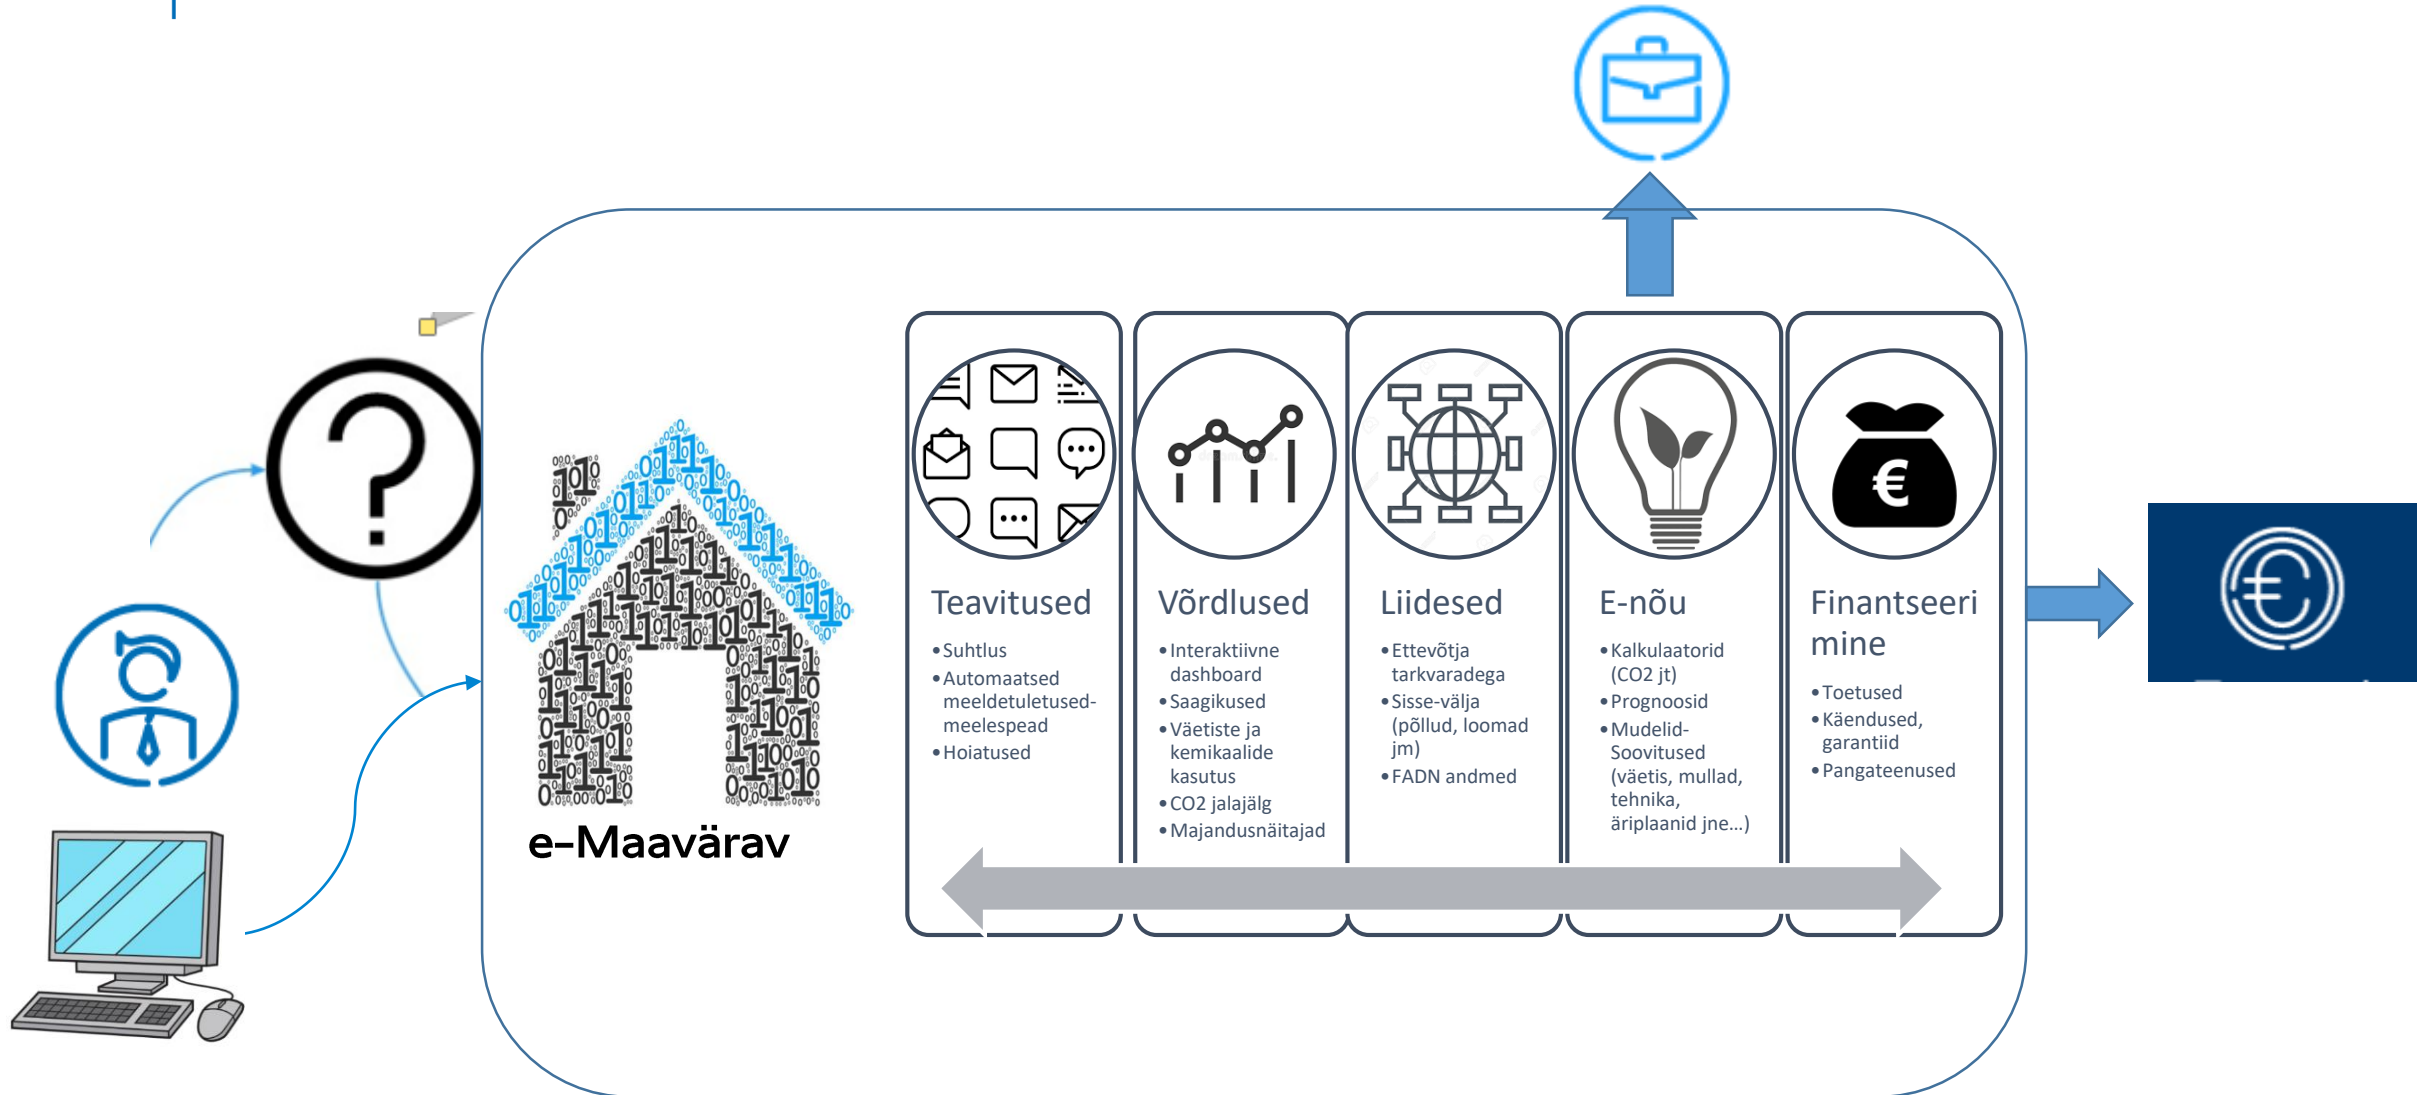 e-Maavärav
Teavitused
•Suhtlus
•Automaatsed
meeldetuletused-
meelespead
•Hoiatused
Võrdlused
•Interaktiivne
dashboard
•Saagikused
•Väetiste ja
kemikaalide
kasutus
•CO2 jalajälg
•Majandusnäitajad
Liidesed
•Ettevõtja
tarkvaradega
•Sisse-välja
(põllud, loomad
jm)
•FADN andmed
E-nõu
•Kalkulaatorid
(CO2 jt)
•Prognoosid
•Mudelid-
Soovitused
(väetis, mullad,
tehnika,
äriplaanid jne…)
Finantseeri
mine
•Toetused
•Käendused,
garantiid
•Pangateenused